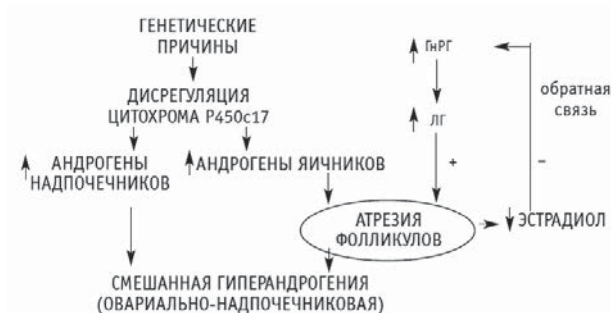 ГЕНЕТИЧЕСКИЕ
ПРИЧИНЫ
ДИСРЕГУЛЯЦИЯ
ЦИТОХРОМА P450c17
АНДРОГЕНЫ
НАДПОЧЕЧНИКОВ
АНДРОГЕНЫ ЯИЧНИКОВ
ГнРГ
обратная
связь
ЛГ
+
–
АТРЕЗИЯ
ФОЛЛИКУЛОВ
ЭСТРАДИОЛ
СМЕШАННАЯ ГИПЕРАНДРОГЕНИЯ
(ОВАРИАЛЬНО-НАДПОЧЕЧНИКОВАЯ)